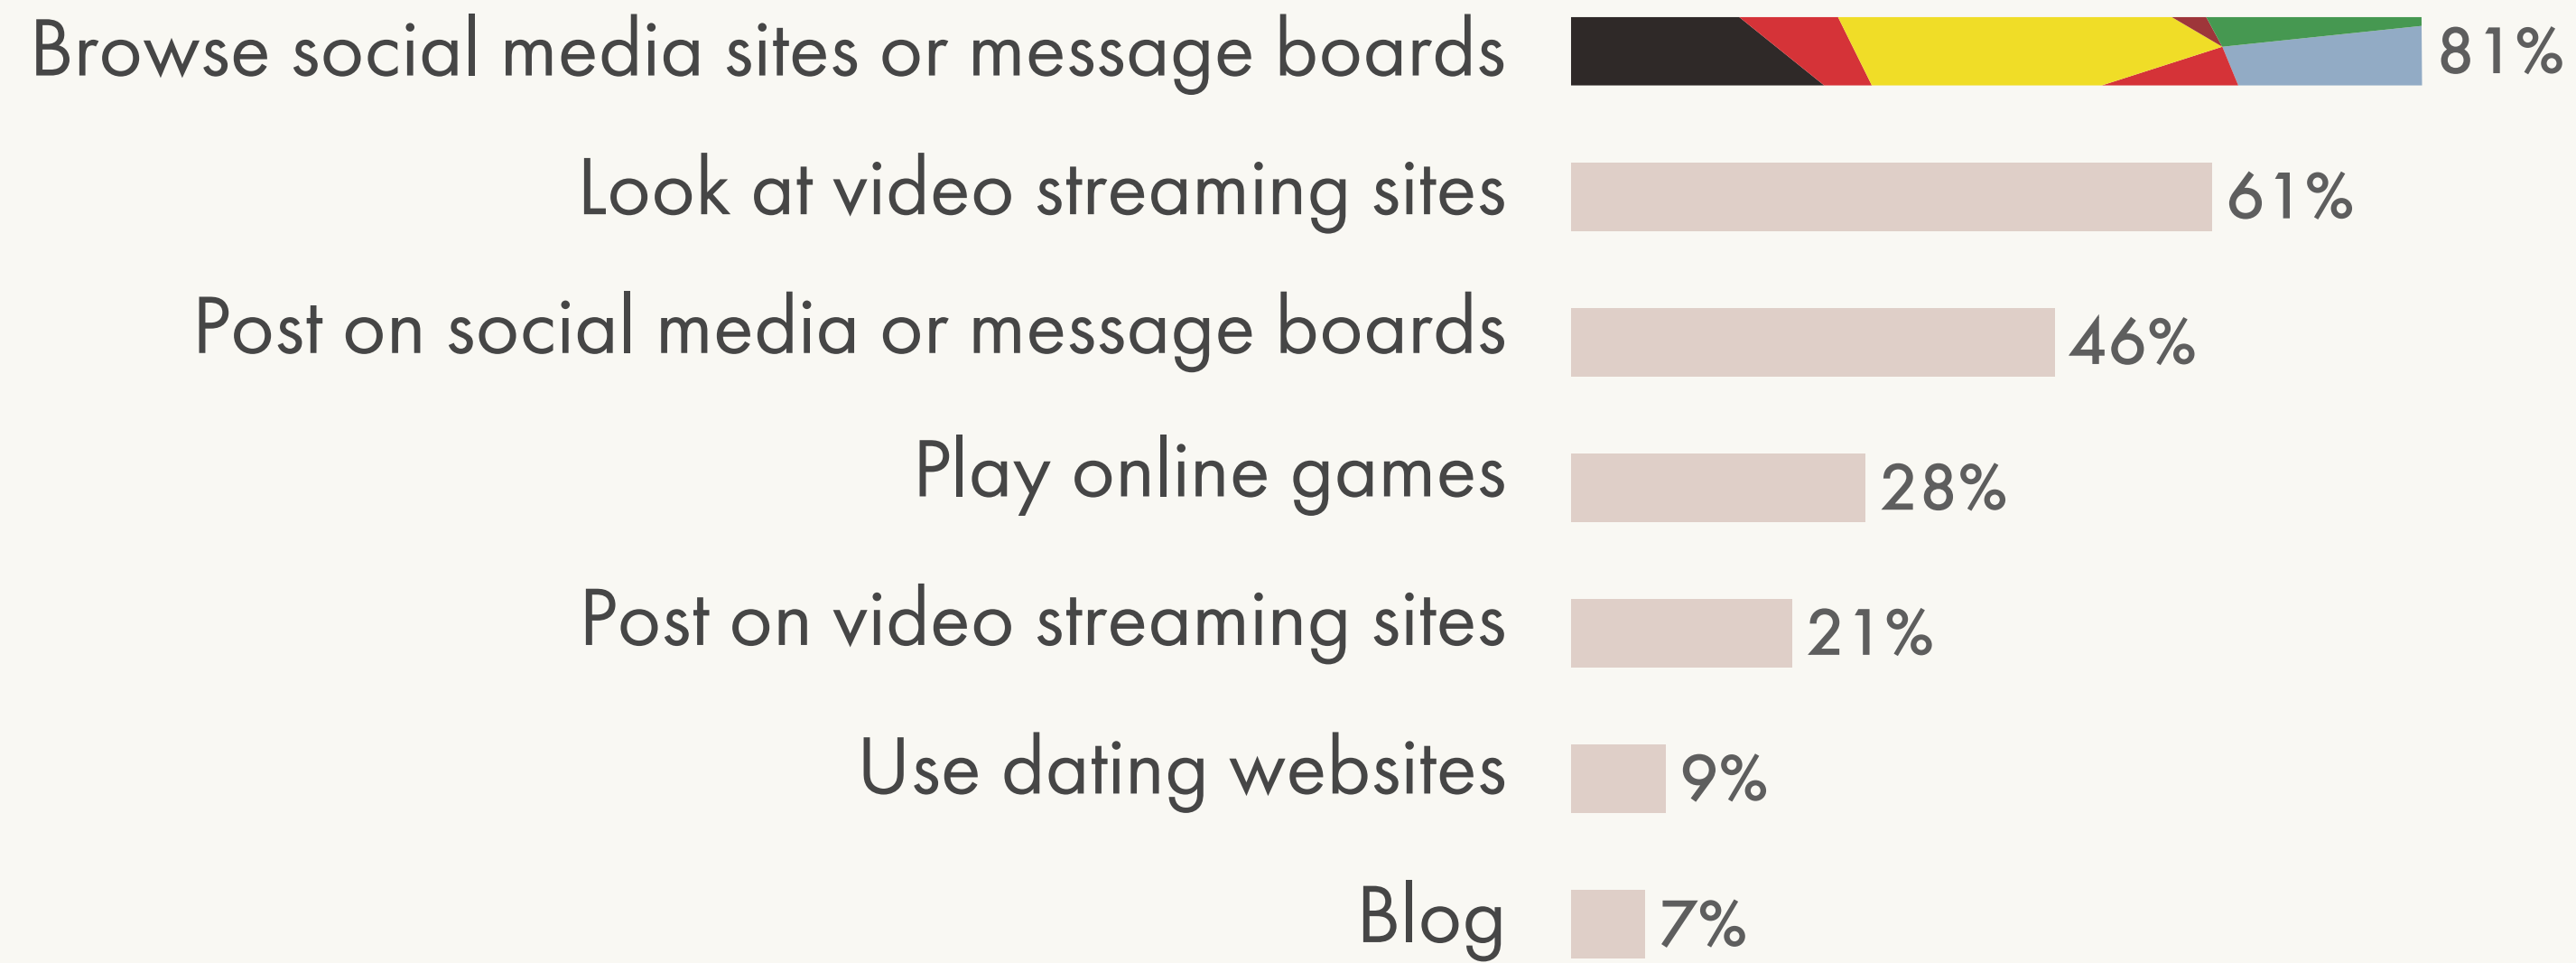 Browse social media sites or message boards 81%
Look at video streaming sites 61%
Post on social media or message boards 46%
Play online games 28%
Post on video streaming sites 21%
Use dating websites 9%
Blog 7%